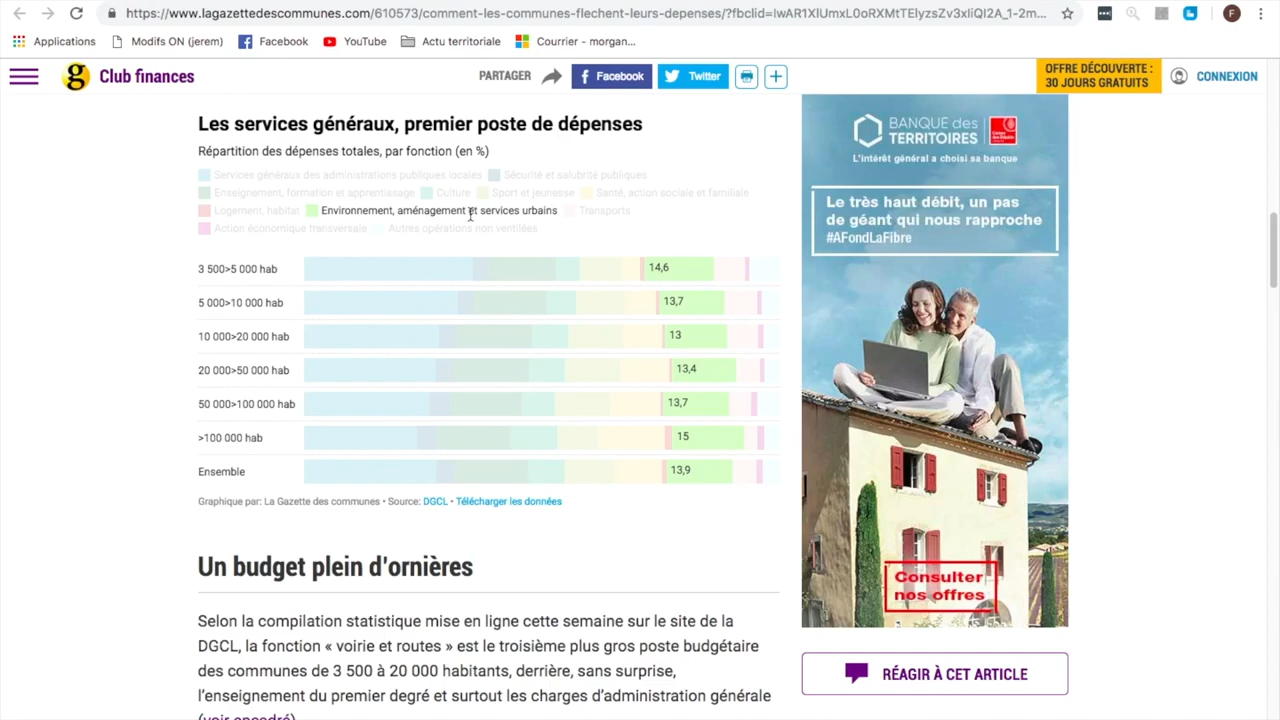 https://www.lagazettedescommunes.com/610573/comment-les-communes-flechent-leurs-depenses/?fbclid=IwAR1XlUmxL0oRXMtTElyzsZv3xliQI2A_1-2m...
Applications
Modifs ON (jerem)
Facebook
YouTube
Actu territoriale
Courrier - morgan...
F
g Club finances
PARTAGER
Facebook
Twitter
OFFRE DÉCOUVERTE :
30 JOURS GRATUITS
CONNEXION
Les services généraux, premier poste de dépenses
Répartition des dépenses totales, par fonction (en %)
Services généraux des administrations publiques locales Sécurité et salubrité publiques
Enseignement, formation et apprentissage Culture Sport et jeunesse Santé, action sociale et familiale
Logement, habitat Environnement, aménagement et services urbains Transports
Action économique transversale Autres opérations non ventilées
3 500>5 000 hab 14,6
5 000>10 000 hab 13,7
10 000>20 000 hab 13
20 000>50 000 hab 13,4
50 000>100 000 hab 13,7
>100 000 hab 15
Ensemble 13,9
Graphique par: La Gazette des communes • Source: DGCL • Télécharger les données
Un budget plein d'ornières
Selon la compilation statistique mise en ligne cette semaine sur le site de la
DGCL, la fonction « voirie et routes » est le troisième plus gros poste budgétaire
des communes de 3 500 à 20 000 habitants, derrière, sans surprise,
l'enseignement du premier degré et surtout les charges d'administration générale
(voir encadré)
BANQUE des
TERRITOIRES
L'intérêt général a choisi sa banque
Le très haut débit, un pas
de géant qui nous rapproche
#AFondLaFibre
Consulter
nos offres
RÉAGIR À CET ARTICLE